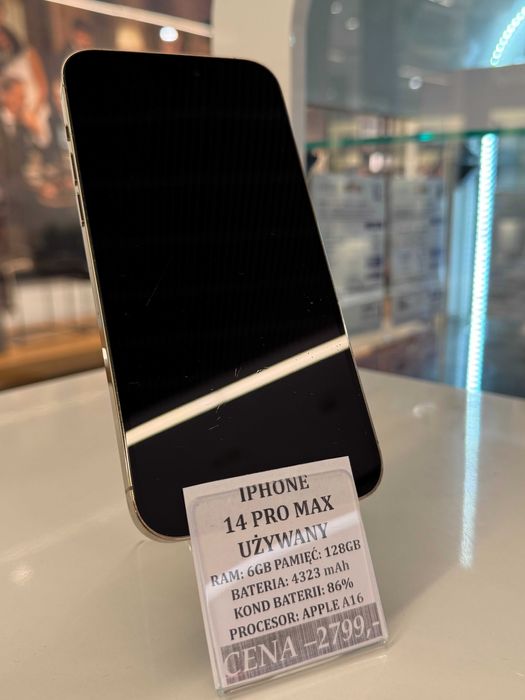 IPHONE
14 PRO MAX
UŻYWANY
RAM: 6GB PAMIĘĆ: 128GB
BATERIA: 4323 mAh
KOND BATERII: 86%
PROCESOR: APPLE A16
CENA –2799,-